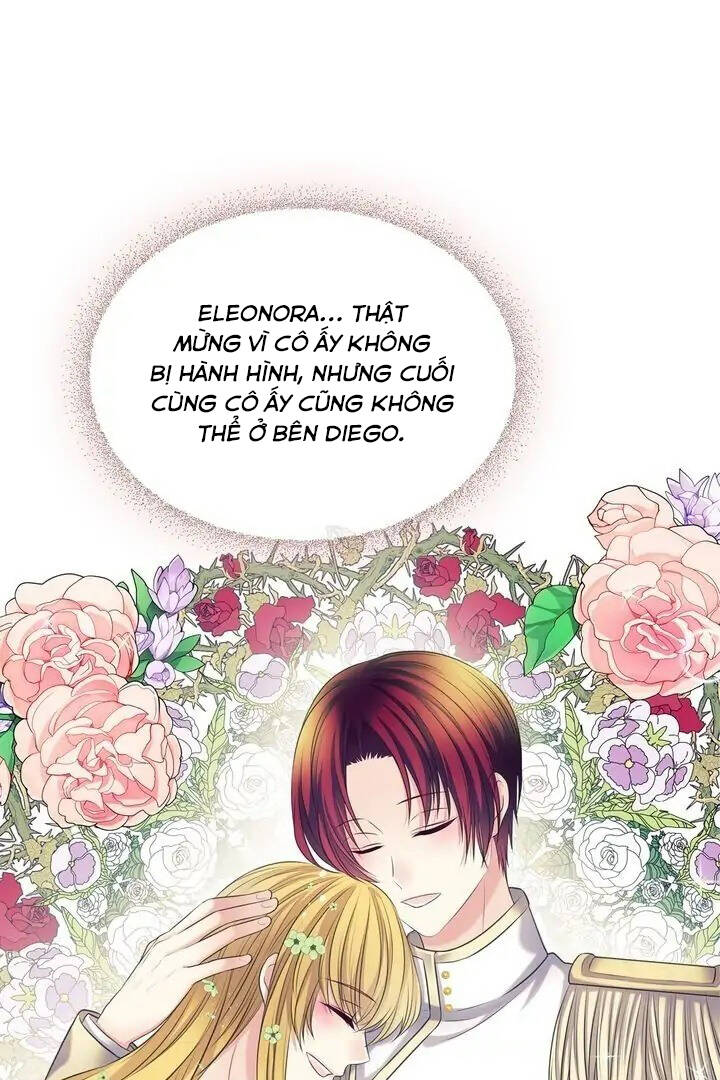 ELEONORA... THẬT
MỪNG VÌ CÔ ẤY KHÔNG
BỊ HÀNH HÌNH, NHƯNG CUỐI
CÙNG CÔ ẤY CŨNG KHÔNG
THỂ Ở BÊN DIEGO.